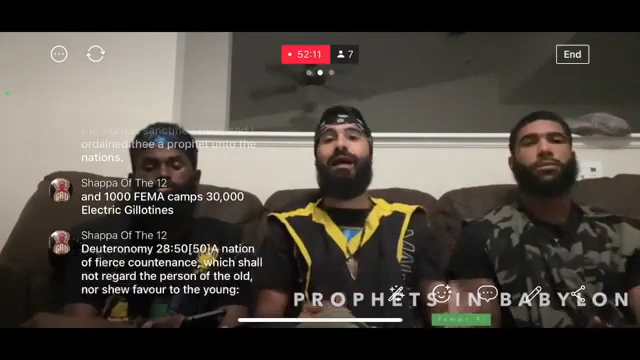 52:11
7
End
ordained thee a prophet unto the
nations.
Shappa Of The 12
and 1000 FEMA camps 30,000
Electric Gillotines
Shappa Of The 12
Deuteronomy 28:50[50]A nation
of fierce countenance, which shall
not regard the person of the old,
nor shew favour to the young:
PROPHETS IN BABYLON